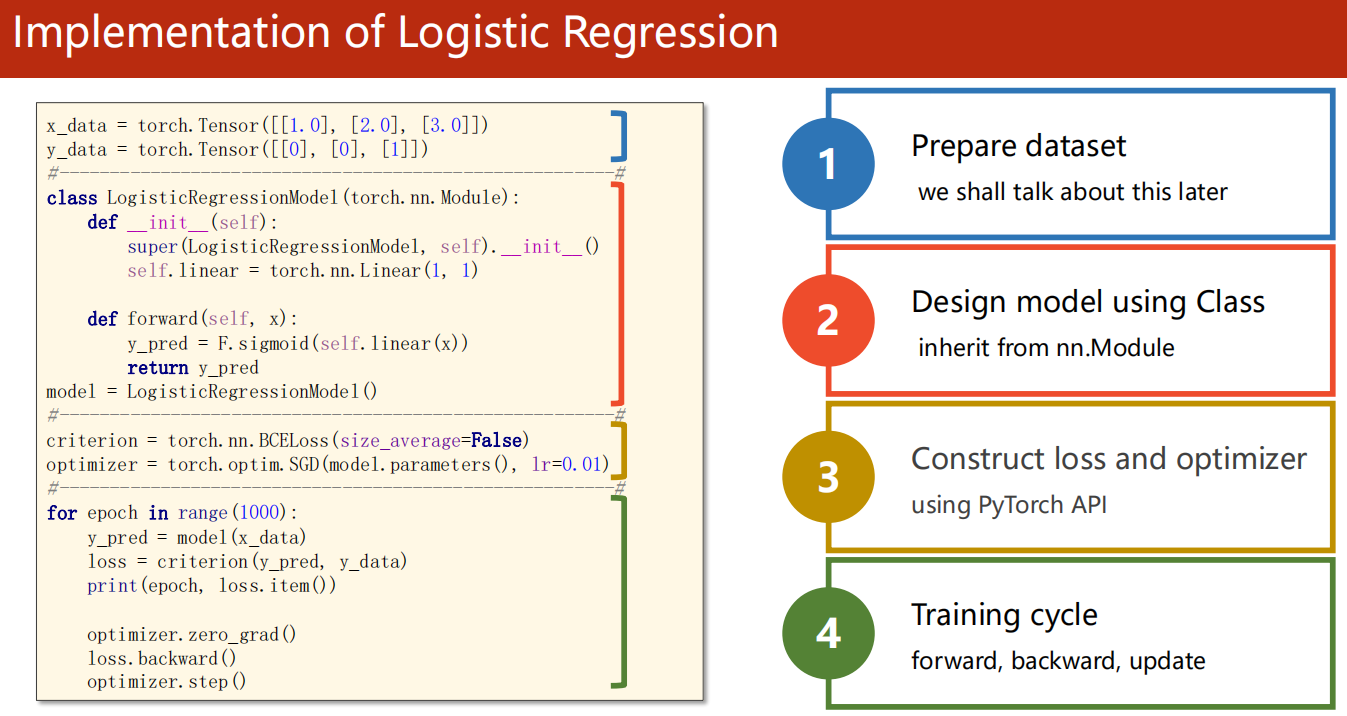 Implementation of Logistic Regression
x_data = torch.Tensor([[1.0], [2.0], [3.0]])
y_data = torch.Tensor([[0], [0], [1]])
#-------------------------------------------------------#
class LogisticRegressionModel(torch.nn.Module):
    def __init__(self):
        super(LogisticRegressionModel, self).__init__()
        self.linear = torch.nn.Linear(1, 1)

    def forward(self, x):
        y_pred = F.sigmoid(self.linear(x))
        return y_pred
model = LogisticRegressionModel()
#-------------------------------------------------------#
criterion = torch.nn.BCELoss(size_average=False)
optimizer = torch.optim.SGD(model.parameters(), lr=0.01)
#-------------------------------------------------------#
for epoch in range(1000):
    y_pred = model(x_data)
    loss = criterion(y_pred, y_data)
    print(epoch, loss.item())

    optimizer.zero_grad()
    loss.backward()
    optimizer.step()
1
Prepare dataset
we shall talk about this later
2
Design model using Class
inherit from nn.Module
3
Construct loss and optimizer
using PyTorch API
4
Training cycle
forward, backward, update